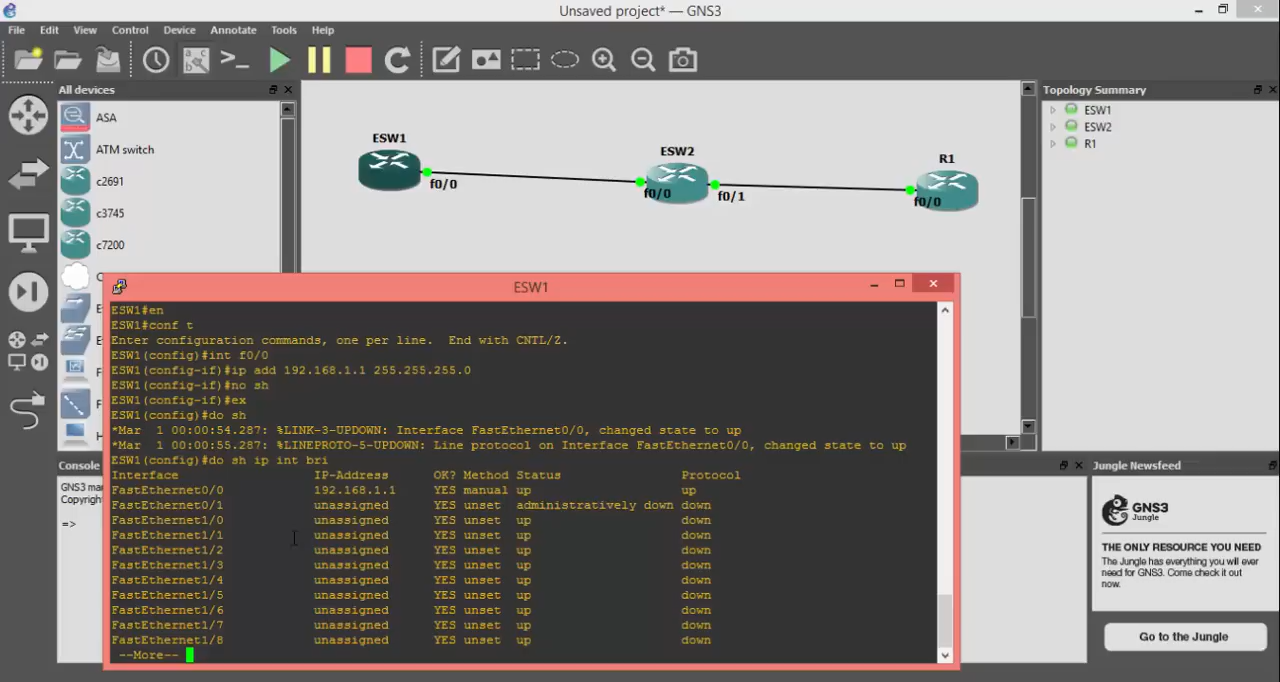 Unsaved project* — GNS3
File Edit View Control Device Annotate Tools Help
All devices
ASA
ATM switch
c2691
c3745
c7200
ESW1
f0/0
ESW2
f0/0
f0/1
R1
f0/0
Topology Summary
ESW1
ESW2
R1
ESW1
ESW1#en
ESW1#conf t
Enter configuration commands, one per line.  End with CNTL/Z.
ESW1(config)#int f0/0
ESW1(config-if)#ip add 192.168.1.1 255.255.255.0
ESW1(config-if)#no sh
ESW1(config-if)#ex
ESW1(config)#do sh
*Mar  1 00:00:54.287: %LINK-3-UPDOWN: Interface FastEthernet0/0, changed state to up
*Mar  1 00:00:55.287: %LINEPROTO-5-UPDOWN: Line protocol on Interface FastEthernet0/0, changed state to up
ESW1(config)#do sh ip int bri
Interface IP-Address OK? Method Status Protocol
FastEthernet0/0 192.168.1.1 YES manual up up
FastEthernet0/1 unassigned YES unset administratively down down
FastEthernet1/0 unassigned YES unset up down
FastEthernet1/1 unassigned YES unset up down
FastEthernet1/2 unassigned YES unset up down
FastEthernet1/3 unassigned YES unset up down
FastEthernet1/4 unassigned YES unset up down
FastEthernet1/5 unassigned YES unset up down
FastEthernet1/6 unassigned YES unset up down
FastEthernet1/7 unassigned YES unset up down
FastEthernet1/8 unassigned YES unset up down
--More--
Console
GNS3 ma
Copyright
=>
Jungle Newsfeed
GNS3
Jungle
THE ONLY RESOURCE YOU NEED
The Jungle has everything you will ever
need for GNS3. Come check it out
now.
Go to the Jungle